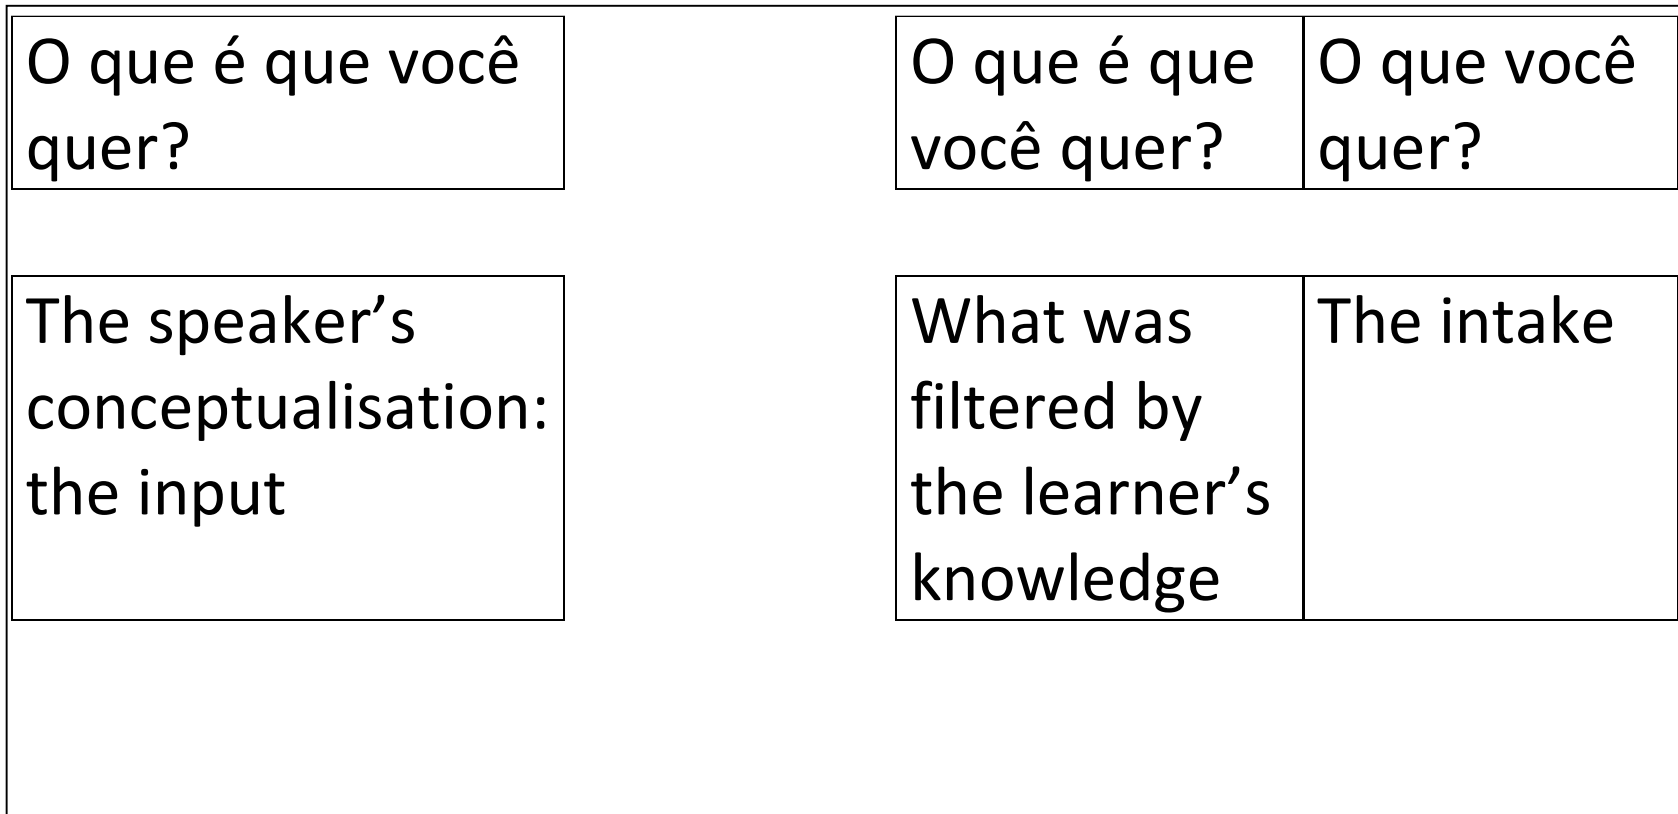 O que é que você
quer?
O que é que
você quer?
O que você
quer?
The speaker’s
conceptualisation:
the input
What was
filtered by
the learner’s
knowledge
The intake